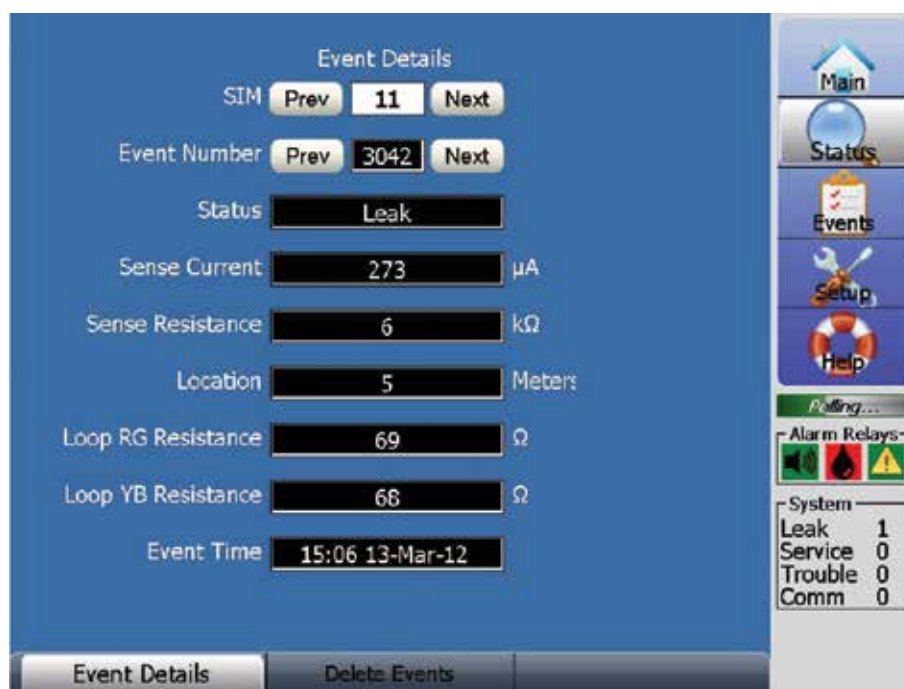 Event Details
SIM Prev 11 Next
Event Number Prev 3042 Next
Status Leak
Sense Current 273 µA
Sense Resistance 6 kΩ
Location 5 Meters
Loop RG Resistance 69 Ω
Loop YB Resistance 68 Ω
Event Time 15:06 13-Mar-12
Event Details Delete Events
Main
Status
Events
Setup
Help
Polling...
Alarm Relays
System
Leak 1
Service 0
Trouble 0
Comm 0